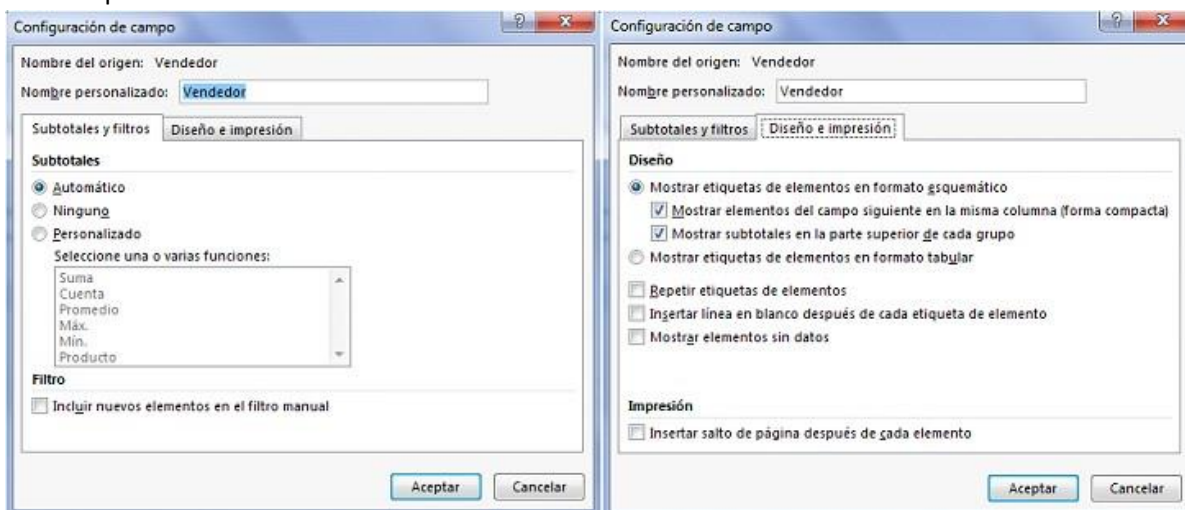 Configuración de campo
Nombre del origen: Vendedor
Nombre personalizado: Vendedor
Subtotales y filtros Diseño e impresión
Subtotales
Automático
Ninguno
Personalizado
Seleccione una o varias funciones:
Suma
Cuenta
Promedio
Máx.
Mín.
Producto
Filtro
Incluir nuevos elementos en el filtro manual
Aceptar Cancelar
Configuración de campo
Nombre del origen: Vendedor
Nombre personalizado: Vendedor
Subtotales y filtros Diseño e impresión
Diseño
Mostrar etiquetas de elementos en formato esquemático
Mostrar elementos del campo siguiente en la misma columna (forma compacta)
Mostrar subtotales en la parte superior de cada grupo
Mostrar etiquetas de elementos en formato tabular
Repetir etiquetas de elementos
Insertar línea en blanco después de cada etiqueta de elemento
Mostrar elementos sin datos
Impresión
Insertar salto de página después de cada elemento
Aceptar Cancelar